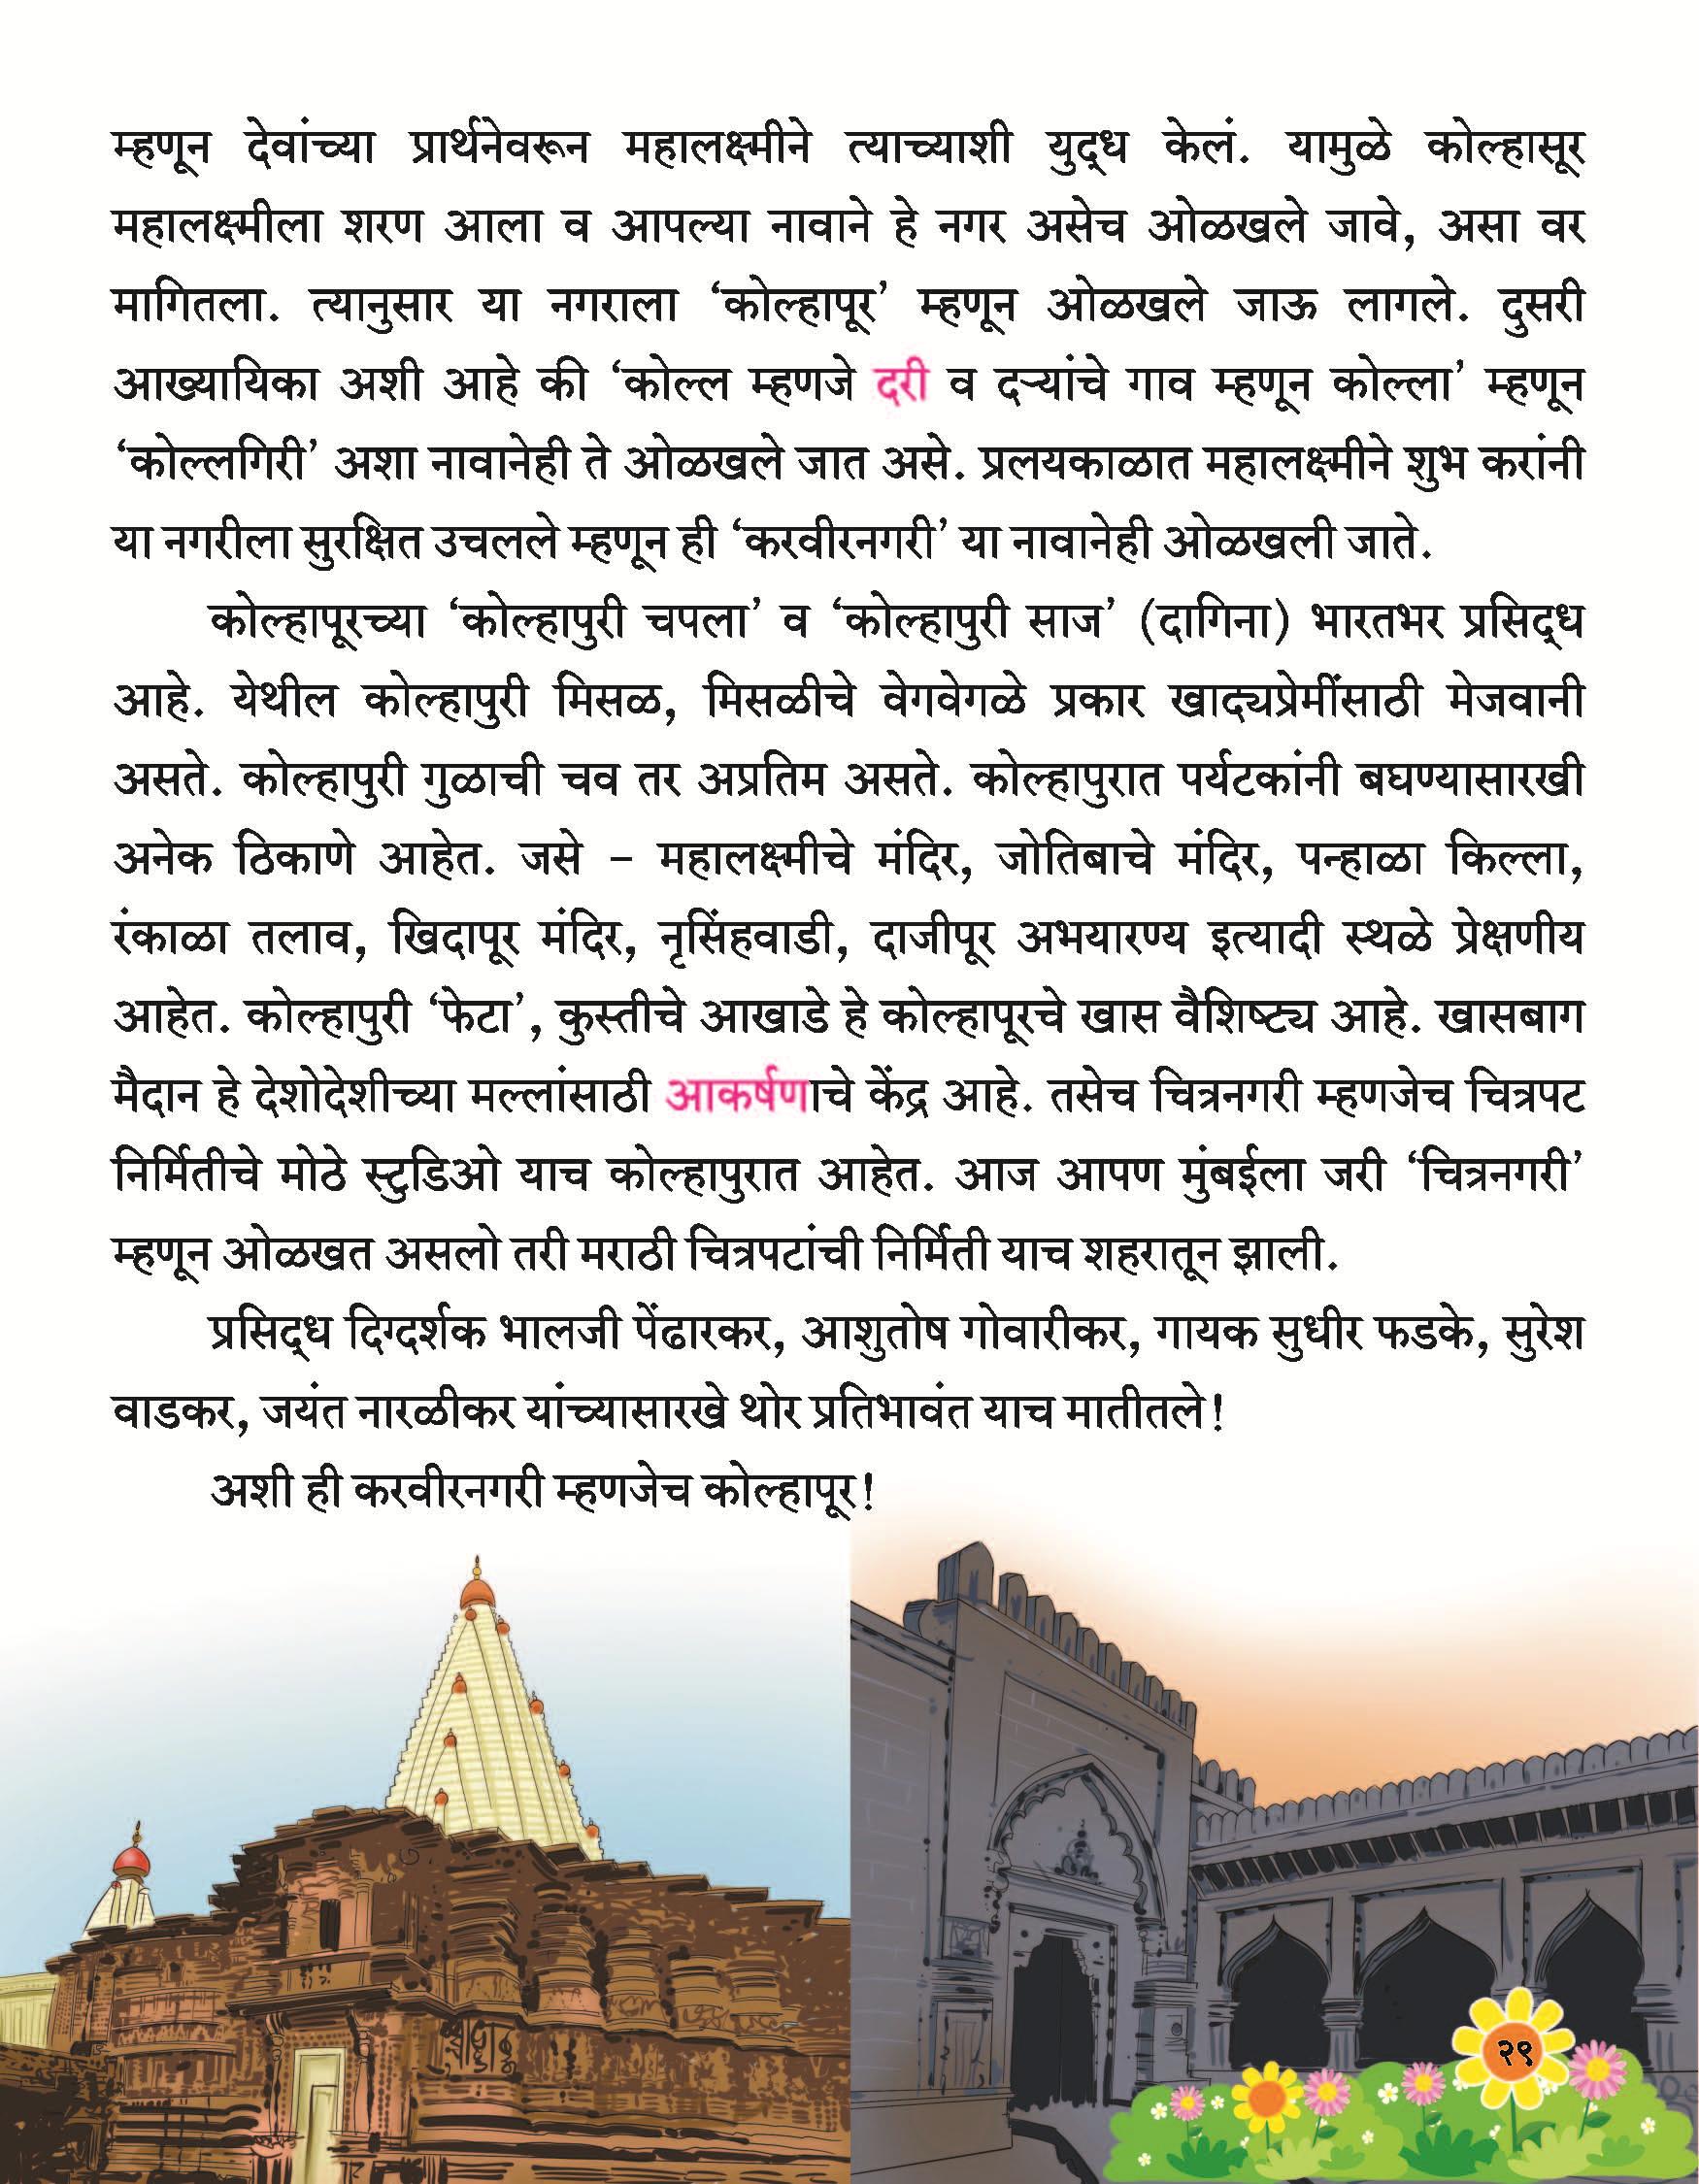 म्हणून देवांच्या प्रार्थनेवरून महालक्ष्मीने त्याच्याशी युद्ध केलं. यामुळे कोल्हासूर
महालक्ष्मीला शरण आला व आपल्या नावाने हे नगर असेच ओळखले जावे, असा वर
मागितला. त्यानुसार या नगराला ‘कोल्हापूर’ म्हणून ओळखले जाऊ लागले. दुसरी
आख्यायिका अशी आहे की ‘कोल्ल म्हणजे दरी व दऱ्यांचे गाव म्हणून कोल्ला’ म्हणून
‘कोल्लगिरी’ अशा नावानेही ते ओळखले जात असे. प्रलयकाळात महालक्ष्मीने शुभ करांनी
या नगरीला सुरक्षित उचलले म्हणून ही ‘करवीरनगरी’ या नावानेही ओळखली जाते.
कोल्हापूरच्या ‘कोल्हापुरी चपला’ व ‘कोल्हापुरी साज’ (दागिना) भारतभर प्रसिद्ध
आहे. येथील कोल्हापुरी मिसळ, मिसळीचे वेगवेगळे प्रकार खाद्यप्रेमींसाठी मेजवानी
असते. कोल्हापुरी गुळाची चव तर अप्रतिम असते. कोल्हापुरात पर्यटकांनी बघण्यासारखी
अनेक ठिकाणे आहेत. जसे – महालक्ष्मीचे मंदिर, जोतिबाचे मंदिर, पन्हाळा किल्ला,
रंकाळा तलाव, खिदापूर मंदिर, नृसिंहवाडी, दाजीपूर अभयारण्य इत्यादी स्थळे प्रेक्षणीय
आहेत. कोल्हापुरी ‘फेटा’, कुस्तीचे आखाडे हे कोल्हापूरचे खास वैशिष्ट्य आहे. खासबाग
मैदान हे देशोदेशीच्या मल्लांसाठी आकर्षणाचे केंद्र आहे. तसेच चित्रनगरी म्हणजेच चित्रपट
निर्मितीचे मोठे स्टुडिओ याच कोल्हापुरात आहेत. आज आपण मुंबईला जरी ‘चित्रनगरी’
म्हणून ओळखत असलो तरी मराठी चित्रपटांची निर्मिती याच शहरातून झाली.
प्रसिद्ध दिग्दर्शक भालजी पेंढारकर, आशुतोष गोवारीकर, गायक सुधीर फडके, सुरेश
वाडकर, जयंत नारळीकर यांच्यासारखे थोर प्रतिभावंत याच मातीतले!
अशी ही करवीरनगरी म्हणजेच कोल्हापूर!
२९